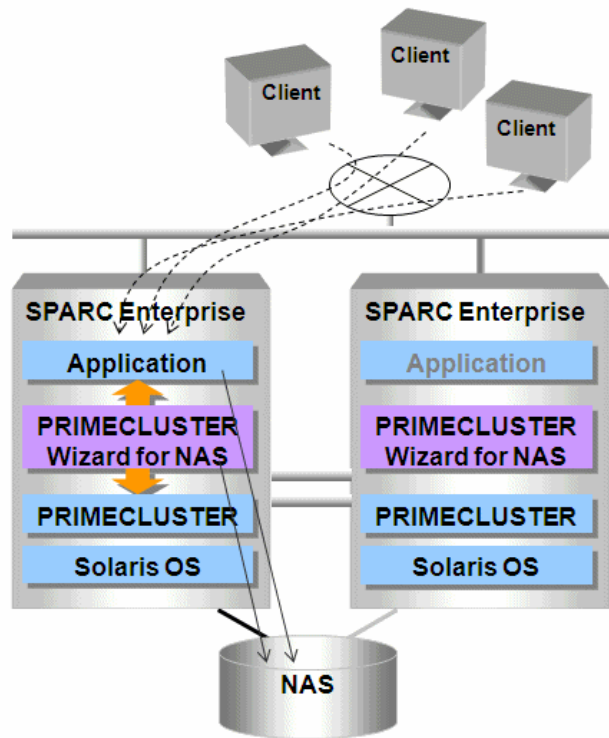 Client
Client
Client
SPARC Enterprise
Application
PRIMECLUSTER
Wizard for NAS
PRIMECLUSTER
Solaris OS
SPARC Enterprise
Application
PRIMECLUSTER
Wizard for NAS
PRIMECLUSTER
Solaris OS
NAS